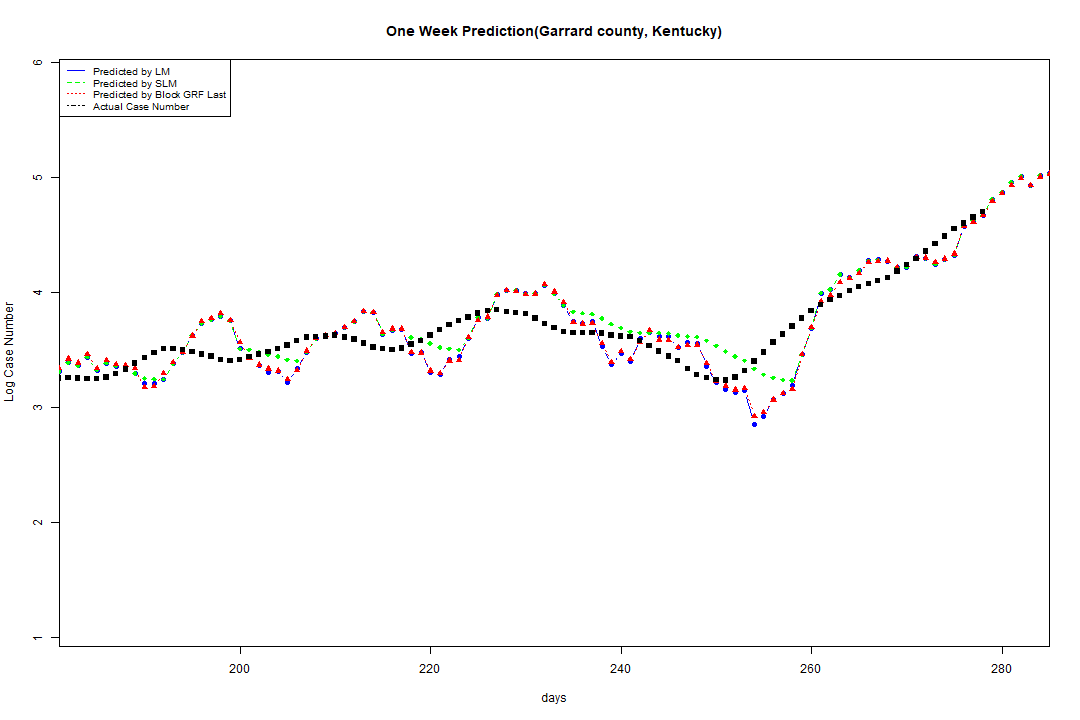 One Week Prediction(Garrard county, Kentucky)
Predicted by LM
Predicted by SLM
Predicted by Block GRF Last
Actual Case Number
6
5
4
3
2
1
Log Case Number
200 220 240 260 280
days